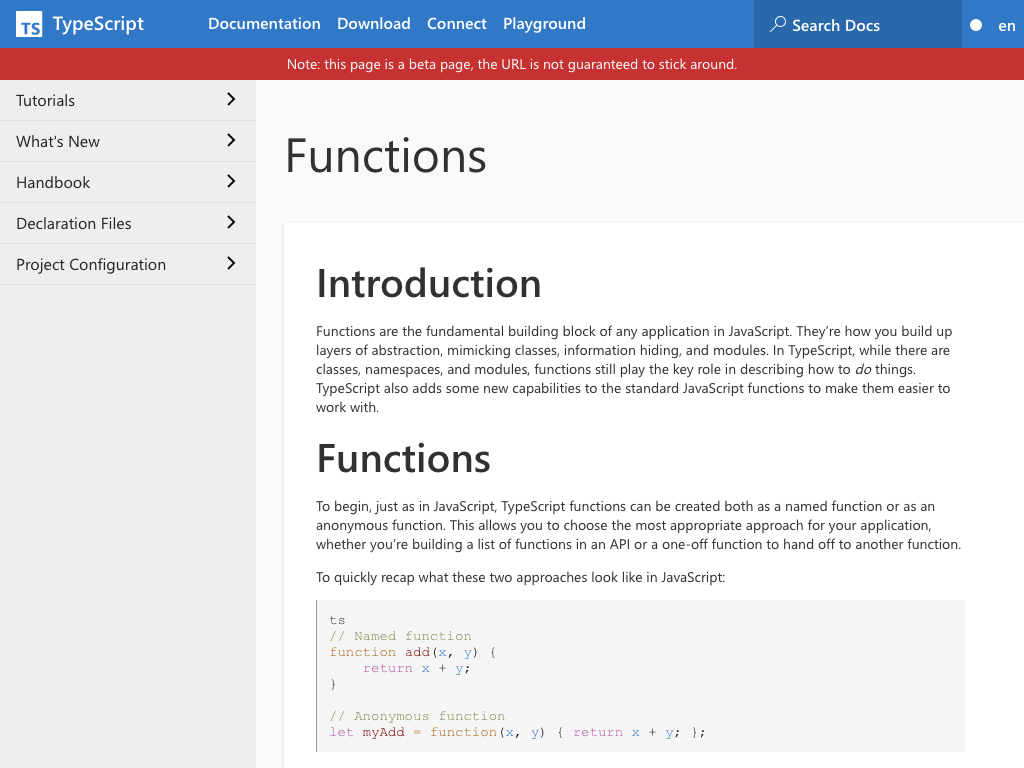 TS TypeScript Documentation Download Connect Playground Search Docs en
Note: this page is a beta page, the URL is not guaranteed to stick around.
Tutorials
What's New
Handbook
Declaration Files
Project Configuration
Functions
Introduction
Functions are the fundamental building block of any application in JavaScript. They’re how you build up
layers of abstraction, mimicking classes, information hiding, and modules. In TypeScript, while there are
classes, namespaces, and modules, functions still play the key role in describing how to do things.
TypeScript also adds some new capabilities to the standard JavaScript functions to make them easier to
work with.
Functions
To begin, just as in JavaScript, TypeScript functions can be created both as a named function or as an
anonymous function. This allows you to choose the most appropriate approach for your application,
whether you’re building a list of functions in an API or a one-off function to hand off to another function.
To quickly recap what these two approaches look like in JavaScript:
ts
// Named function
function add(x, y) {
    return x + y;
}
// Anonymous function
let myAdd = function(x, y) { return x + y; };